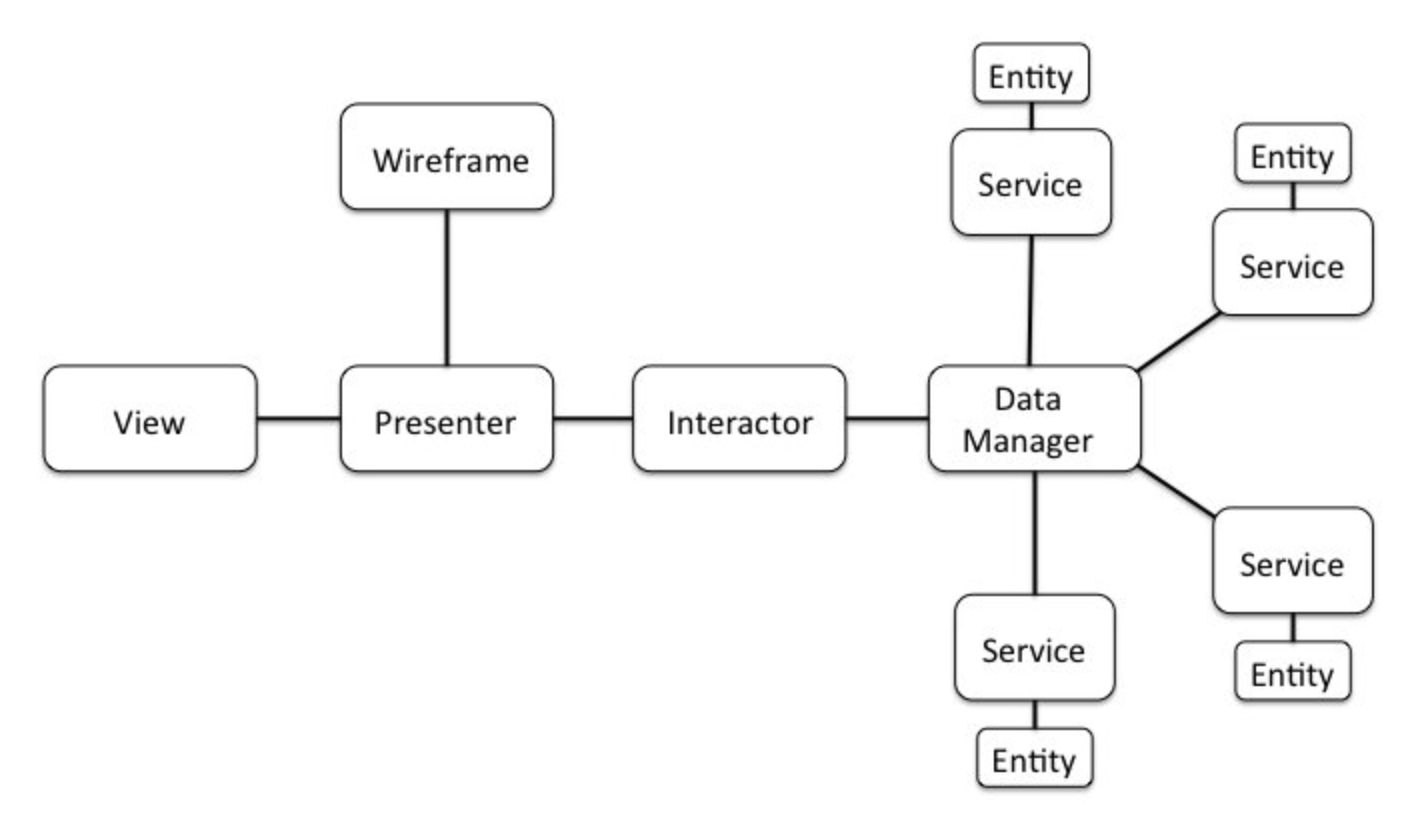 Entity
Entity
Wireframe
Service
Service
View
Presenter
Interactor
Data
Manager
Service
Service
Entity
Entity